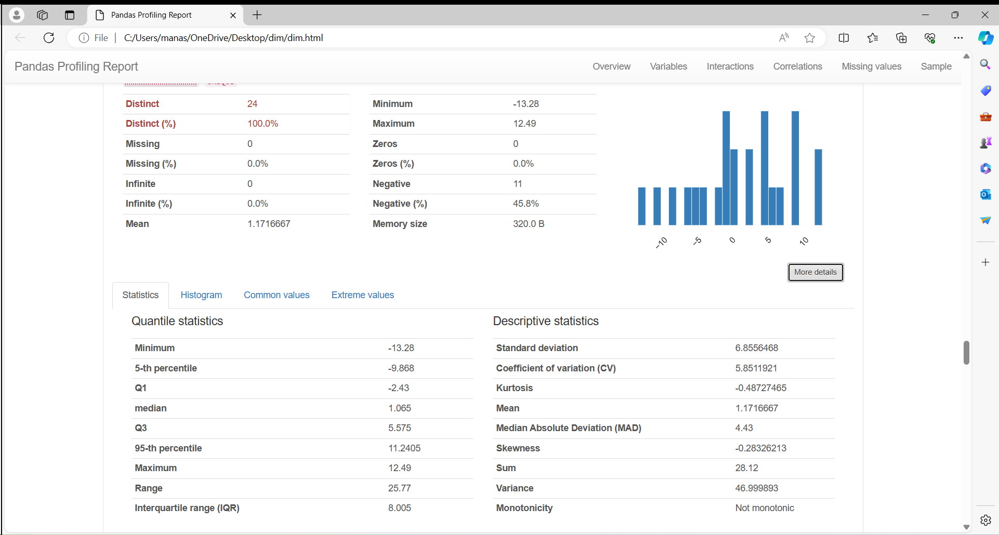 Pandas Profiling Report
File C:/Users/manas/OneDrive/Desktop/dim/dim.html
Pandas Profiling Report Overview Variables Interactions Correlations Missing values Sample
Distinct 24
Distinct (%) 100.0%
Missing 0
Missing (%) 0.0%
Infinite 0
Infinite (%) 0.0%
Mean 1.1716667
Minimum -13.28
Maximum 12.49
Zeros 0
Zeros (%) 0.0%
Negative 11
Negative (%) 45.8%
Memory size 320.0 B
−10 −5 0 5 10
More details
Statistics Histogram Common values Extreme values
Quantile statistics
Minimum -13.28
5-th percentile -9.868
Q1 -2.43
median 1.065
Q3 5.575
95-th percentile 11.2405
Maximum 12.49
Range 25.77
Interquartile range (IQR) 8.005
Descriptive statistics
Standard deviation 6.8556468
Coefficient of variation (CV) 5.8511921
Kurtosis -0.48727465
Mean 1.1716667
Median Absolute Deviation (MAD) 4.43
Skewness -0.28326213
Sum 28.12
Variance 46.999893
Monotonicity Not monotonic